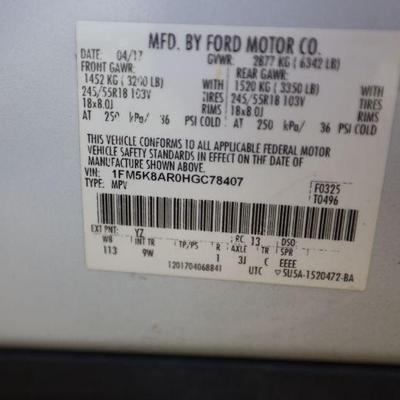 MFD. BY FORD MOTOR CO.
DATE: 04/17 GVWR: 2877 KG ( 6342 LB)
FRONT GAWR: REAR GAWR:
1452 KG ( 3200 LB) 1520 KG ( 3350 LB)
245/55R18 103V TIRES 245/55R18 103V TIRES
18x8.0J RIMS 18x8.0J RIMS
AT 250 kPa/ 36 PSI AT 250 kPa/ 36 PSI
THIS VEHICLE CONFORMS TO ALL APPLICABLE FEDERAL MOTOR
VEHICLE SAFETY STANDARDS IN EFFECT ON THE DATE OF
MANUFACTURE SHOWN ABOVE.
VIN: 1FM5K8AR0HGC78407
TYPE: MPV
F0325
T0496
EXT PNT: YZ RC: 13 DSO:
WB INT TR TP/PS R AXLE TR SPR
113 9W 1 3J C EEEE
1201704068841 UTC 5U5A-1520472-BA